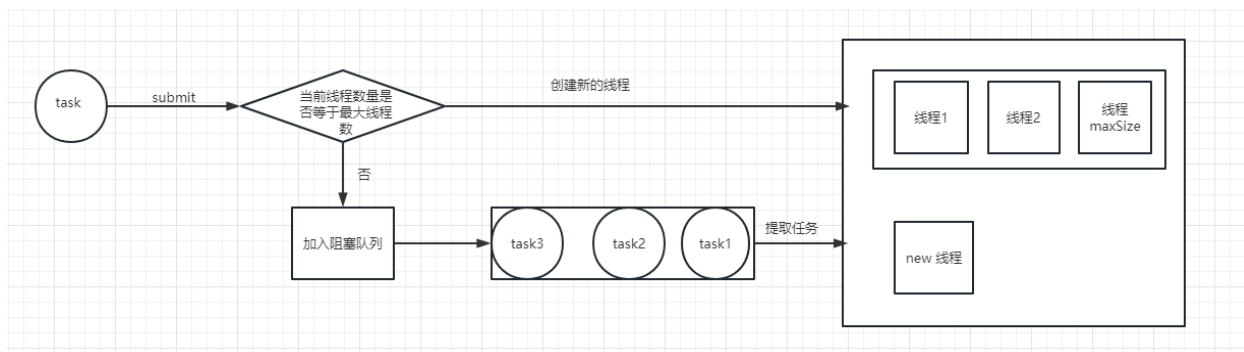 task
submit
当前线程数量是
否等于最大线程
数
创建新的线程
线程1
线程2
线程
maxSize
否
加入阻塞队列
task3
task2
task1
提取任务
new 线程